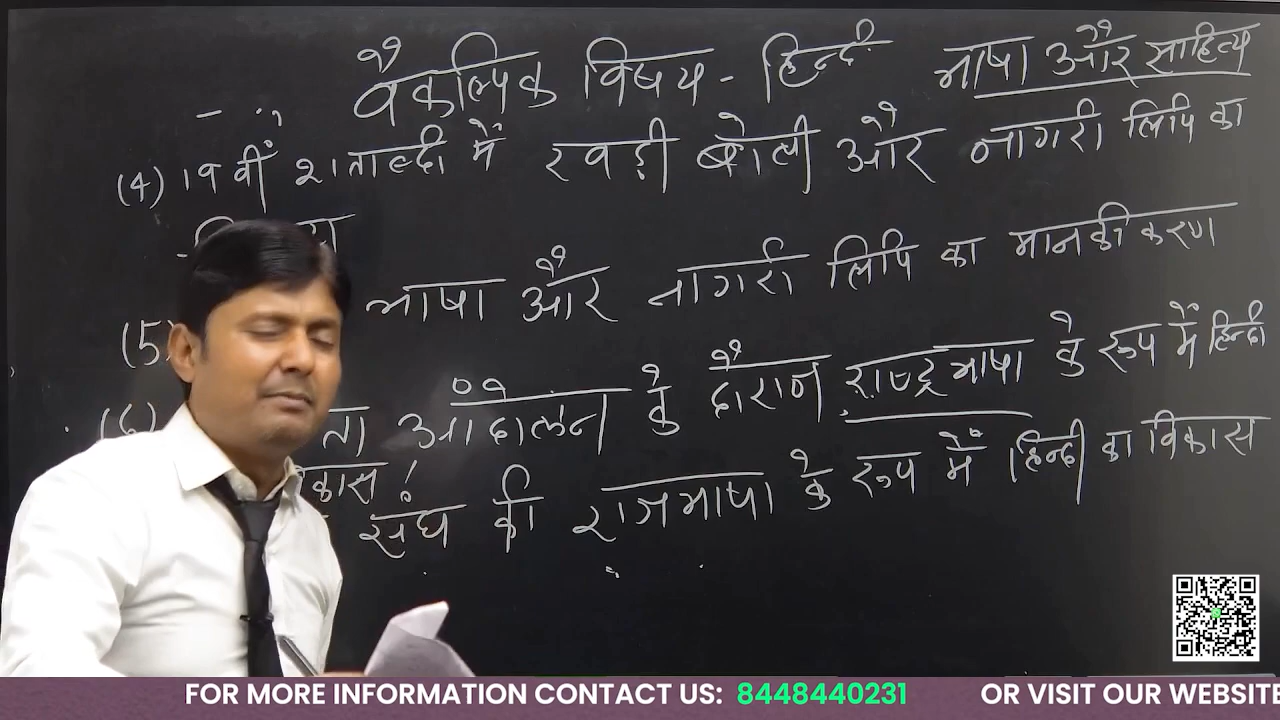 वैकल्पिक विषय - हिन्दी भाषा और साहित्य
(4) 19वीं शताब्दी में खड़ी बोली और नागरी लिपि का
(5) भाषा और नागरी लिपि का मानकीकरण
(6) ता आंदोलन के दौरान राष्ट्रभाषा के रूप में हिन्दी
कास !
संघ की राजभाषा के रूप में हिन्दी का विकास
FOR MORE INFORMATION CONTACT US: 8448440231 OR VISIT OUR WEBSITE